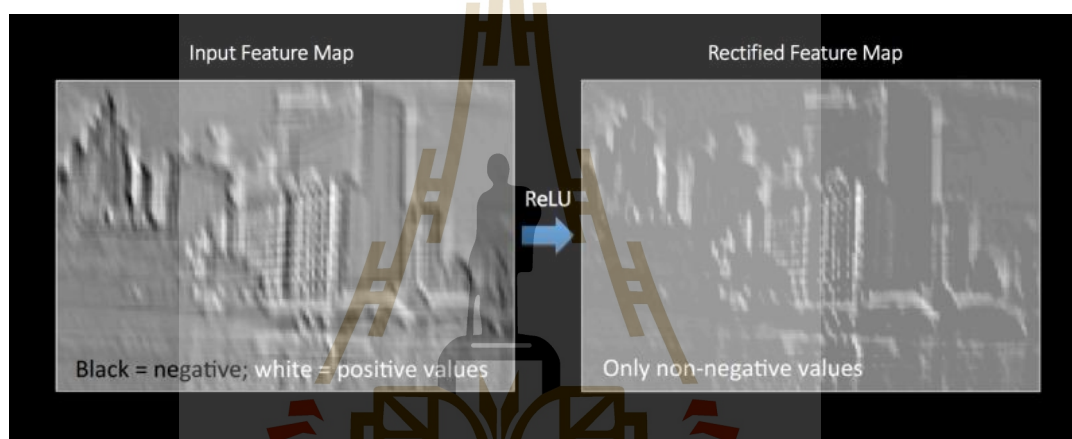 Input Feature Map
Rectified Feature Map
ReLU
Black = negative; white = positive values
Only non-negative values